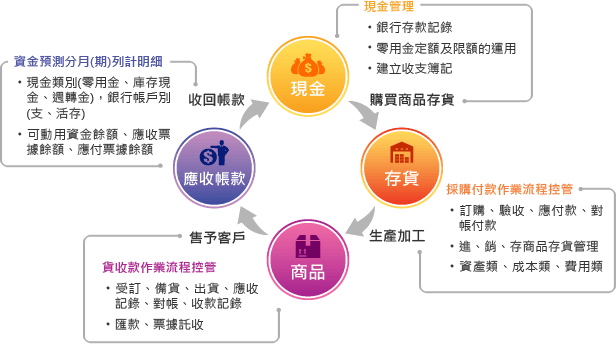 現金管理
・銀行存款記錄
・零用金定額及限額的運用
・建立收支簿記
資金預測分月(期)列計明細
・現金類別(零用金、庫存現
金、週轉金)，銀行帳戶別
(支、活存)
・可動用資金餘額、應收票
據餘額、應付票據餘額
收回帳款
現金
購買商品存貨
應收帳款
存貨
採購付款作業流程控管
・訂購、驗收、應付款、對
帳付款
・進、銷、存商品存貨管理
・資產類、成本類、費用類
售予客戶
商品
生產加工
貨收款作業流程控管
・受訂、備貨、出貨、應收
記錄、對帳、收款記錄
・匯款、票據託收